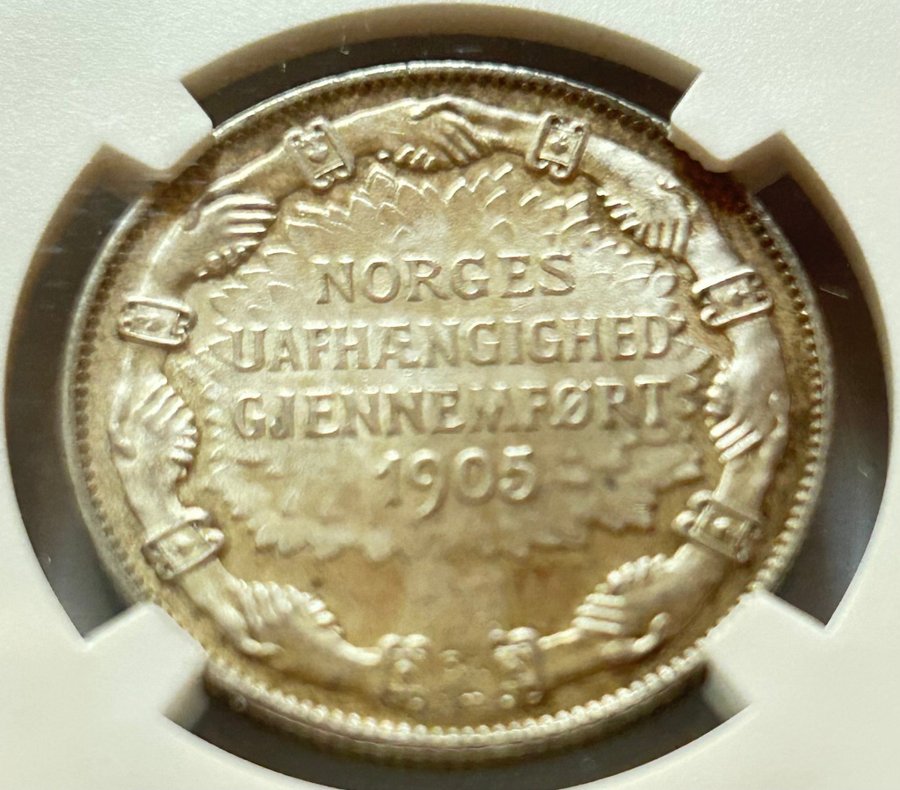 NORGES
UAFHÆNGIGHED
GJENNEMFØRT
1905